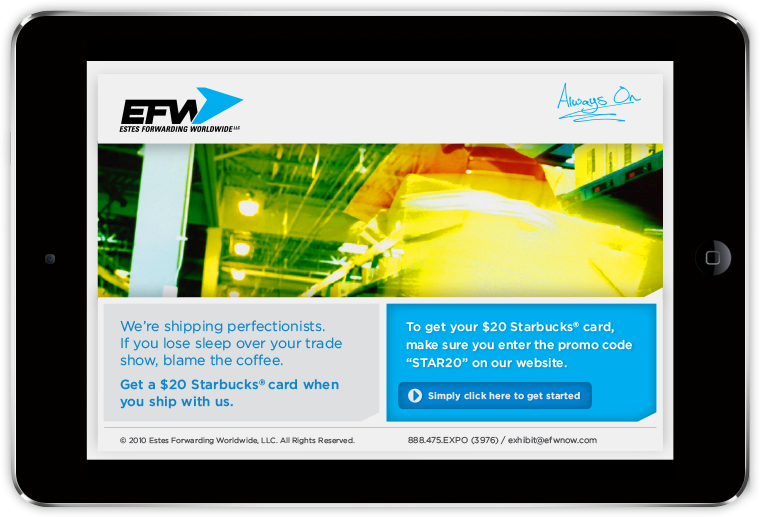 EFW
ESTES FORWARDING WORLDWIDE LLC
Always On
We're shipping perfectionists.
If you lose sleep over your trade
show, blame the coffee.
Get a $20 Starbucks® card when
you ship with us.
To get your $20 Starbucks® card,
make sure you enter the promo code
“STAR20” on our website.
Simply click here to get started
© 2010 Estes Forwarding Worldwide, LLC. All Rights Reserved.
888.475.EXPO (3976) / exhibit@efwnow.com